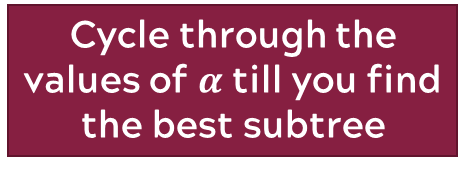 Cycle through the
values of α till you find
the best subtree